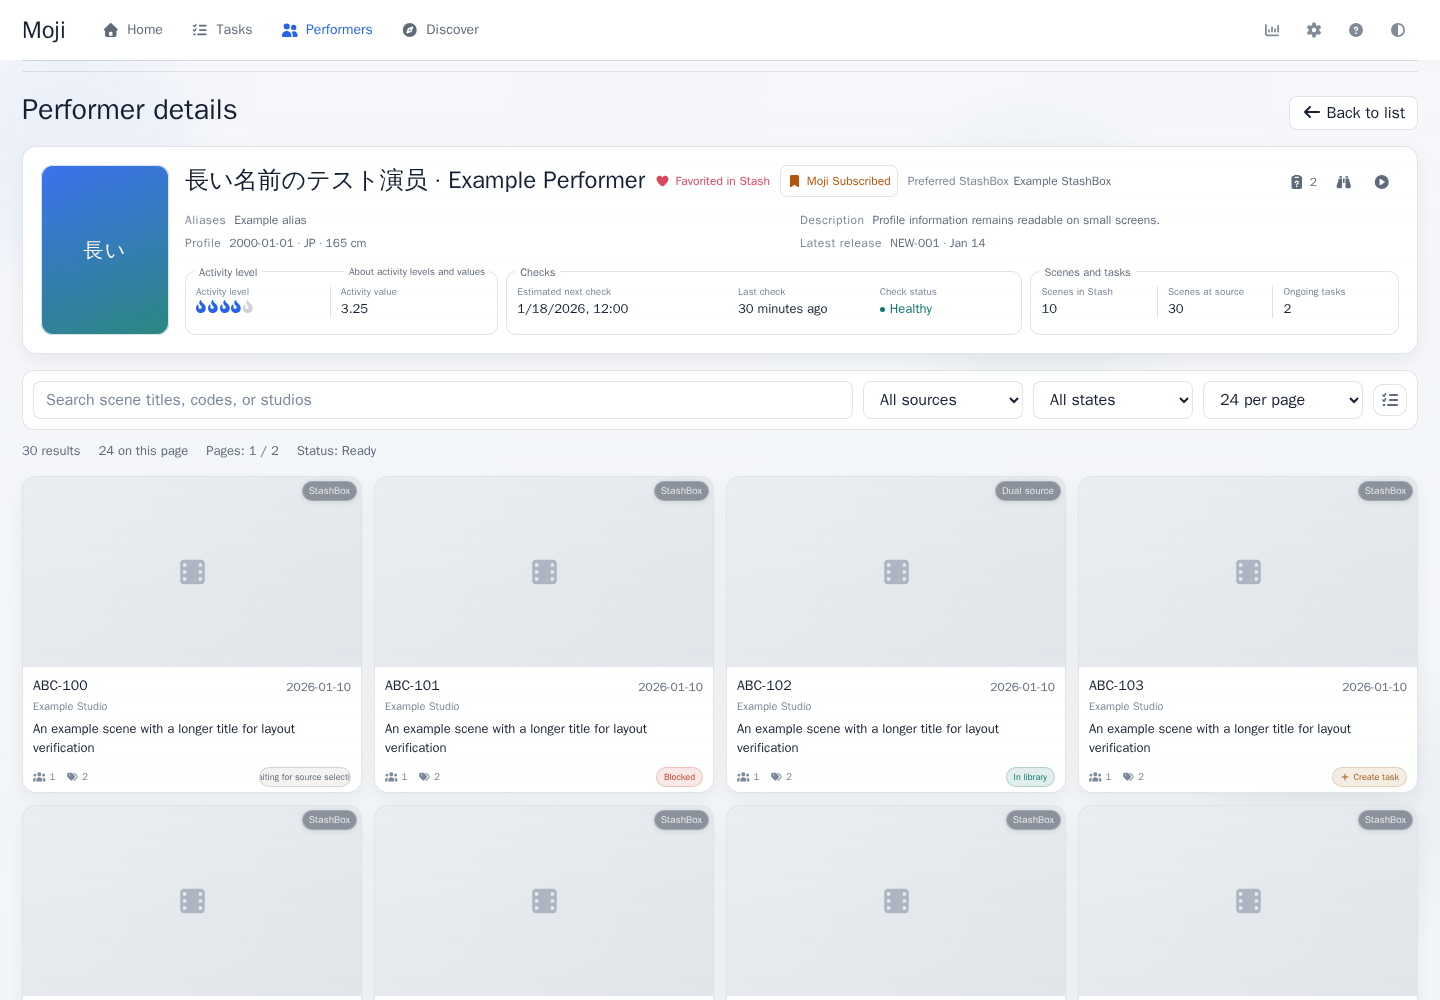 Moji
Home
Tasks
Performers
Discover
Performer details
Back to list
長い
長い名前のテスト演员 · Example Performer
Favorited in Stash
Moji Subscribed
Preferred StashBox Example StashBox
2
Aliases Example alias
Description Profile information remains readable on small screens.
Profile 2000-01-01 · JP · 165 cm
Latest release NEW-001 · Jan 14
Activity level
About activity levels and values
Activity level
Activity value
3.25
Checks
Estimated next check
1/18/2026, 12:00
Last check
30 minutes ago
Check status
Healthy
Scenes and tasks
Scenes in Stash
10
Scenes at source
30
Ongoing tasks
2
Search scene titles, codes, or studios
All sources
All states
24 per page
30 results
24 on this page
Pages: 1 / 2
Status: Ready
StashBox
ABC-100
2026-01-10
Example Studio
An example scene with a longer title for layout
verification
1
2
iting for source selecti
StashBox
ABC-101
2026-01-10
Example Studio
An example scene with a longer title for layout
verification
1
2
Blocked
Dual source
ABC-102
2026-01-10
Example Studio
An example scene with a longer title for layout
verification
1
2
In library
StashBox
ABC-103
2026-01-10
Example Studio
An example scene with a longer title for layout
verification
1
2
+ Create task
StashBox
StashBox
StashBox
StashBox